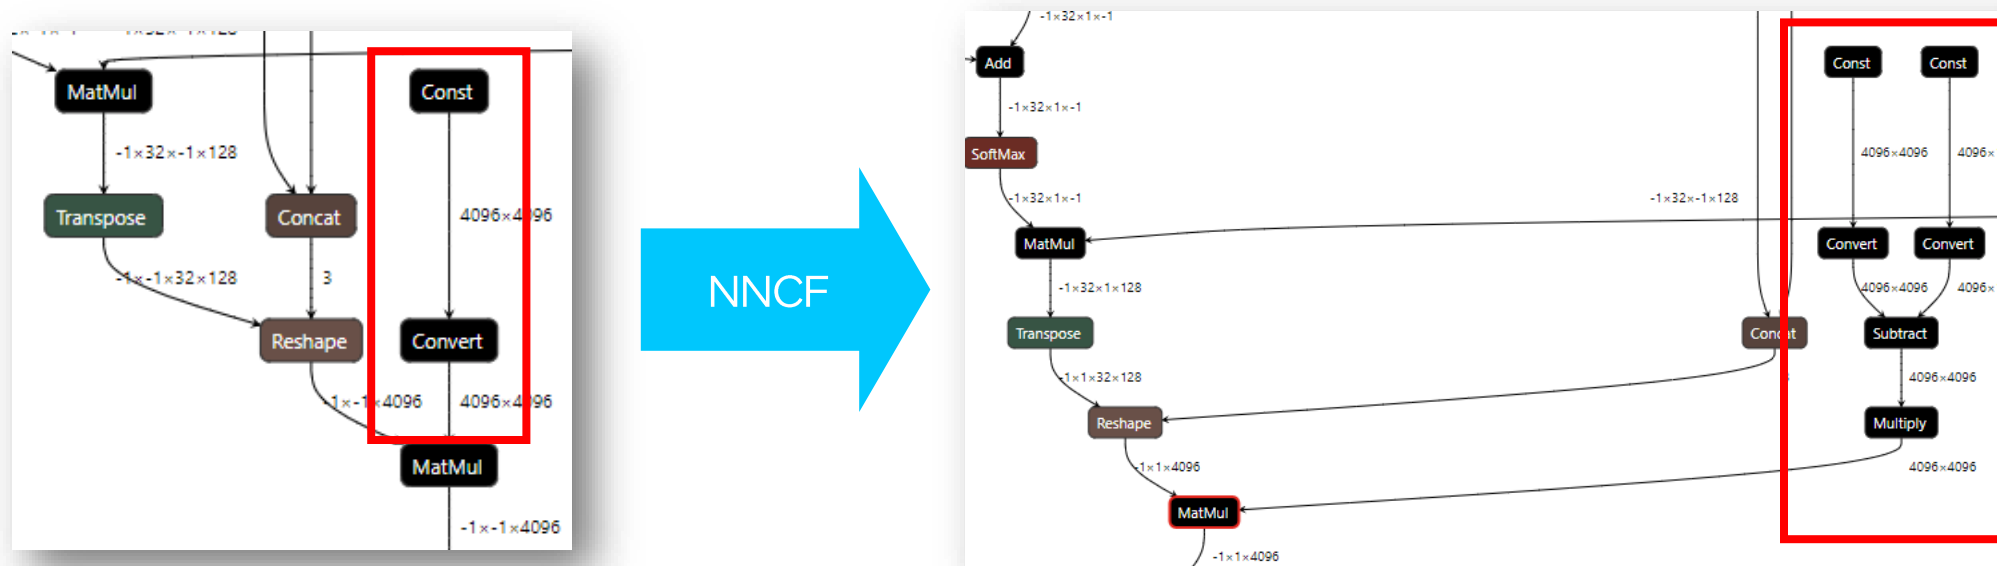 MatMul
Const
-1×32×-1×128
Transpose
Concat
4096×4096
-1×-1×32×128
3
Reshape
Convert
-1×-1×4096
4096×4096
MatMul
-1×-1×4096
NNCF
-1×32×1×-1
Add
Const
Const
-1×32×1×-1
SoftMax
4096×4096
4096×
-1×32×1×-1
-1×32×-1×128
MatMul
Convert
Convert
-1×32×1×128
4096×4096
4096×
Transpose
Concat
Subtract
-1×1×32×128
4096×4096
Reshape
Multiply
-1×1×4096
4096×4096
MatMul
-1×1×4096